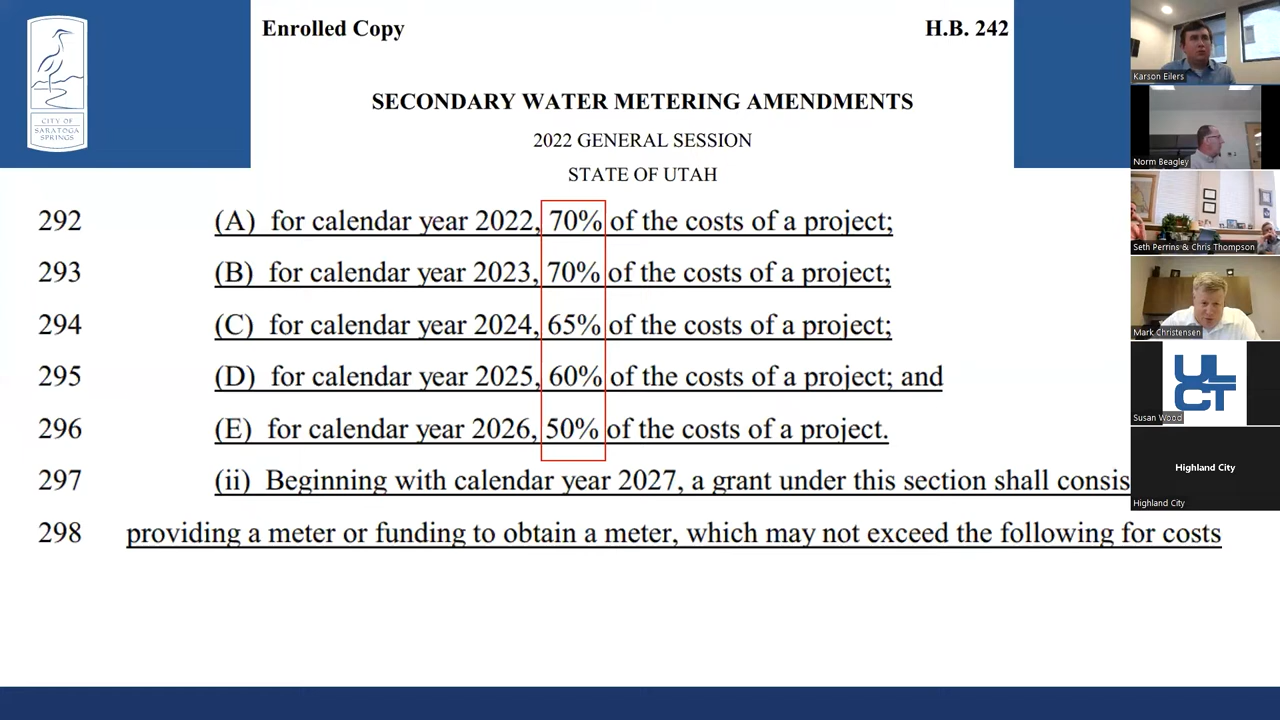 CITY OF
SARATOGA
SPRINGS
Enrolled Copy
H.B. 242
SECONDARY WATER METERING AMENDMENTS
2022 GENERAL SESSION
STATE OF UTAH
292 (A) for calendar year 2022, 70% of the costs of a project;
293 (B) for calendar year 2023, 70% of the costs of a project;
294 (C) for calendar year 2024, 65% of the costs of a project;
295 (D) for calendar year 2025, 60% of the costs of a project; and
296 (E) for calendar year 2026, 50% of the costs of a project.
297 (ii) Beginning with calendar year 2027, a grant under this section shall consis
298 providing a meter or funding to obtain a meter, which may not exceed the following for costs
Karson Eilers
Norm Beagley
Seth Perrins & Chris Thompson
Mark Christensen
ULCT
Susan Wood
Highland City
Highland City